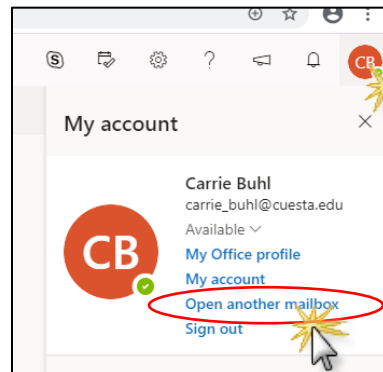 CB
My account
Carrie Buhl
carrie_buhl@cuesta.edu
CB
Available
My Office profile
My account
Open another mailbox
Sign out